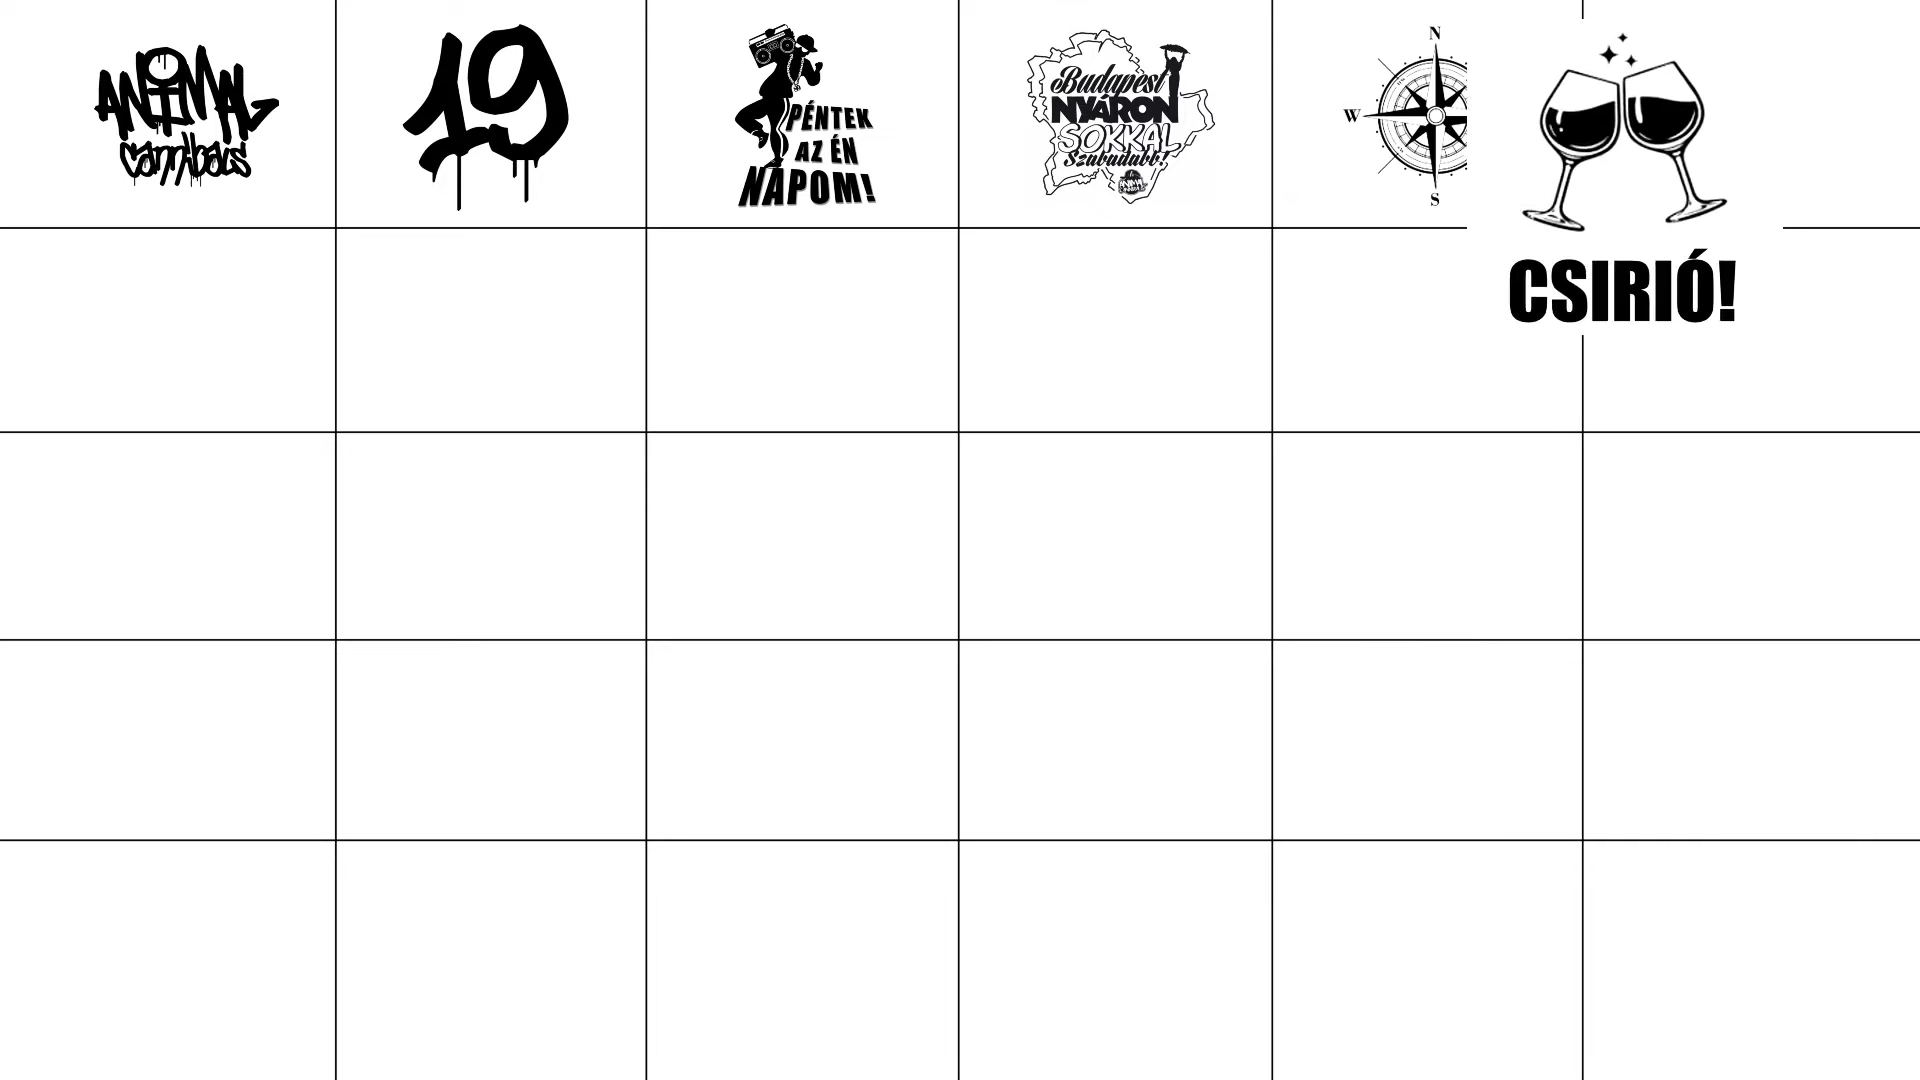 ANIMAL
Cannibals
19
PÉNTEK
AZ ÉN
NAPOM!
Budapest
NYÁRON
SOKKAL
Szabadabb!
N
W
S
CSIRIÓ!